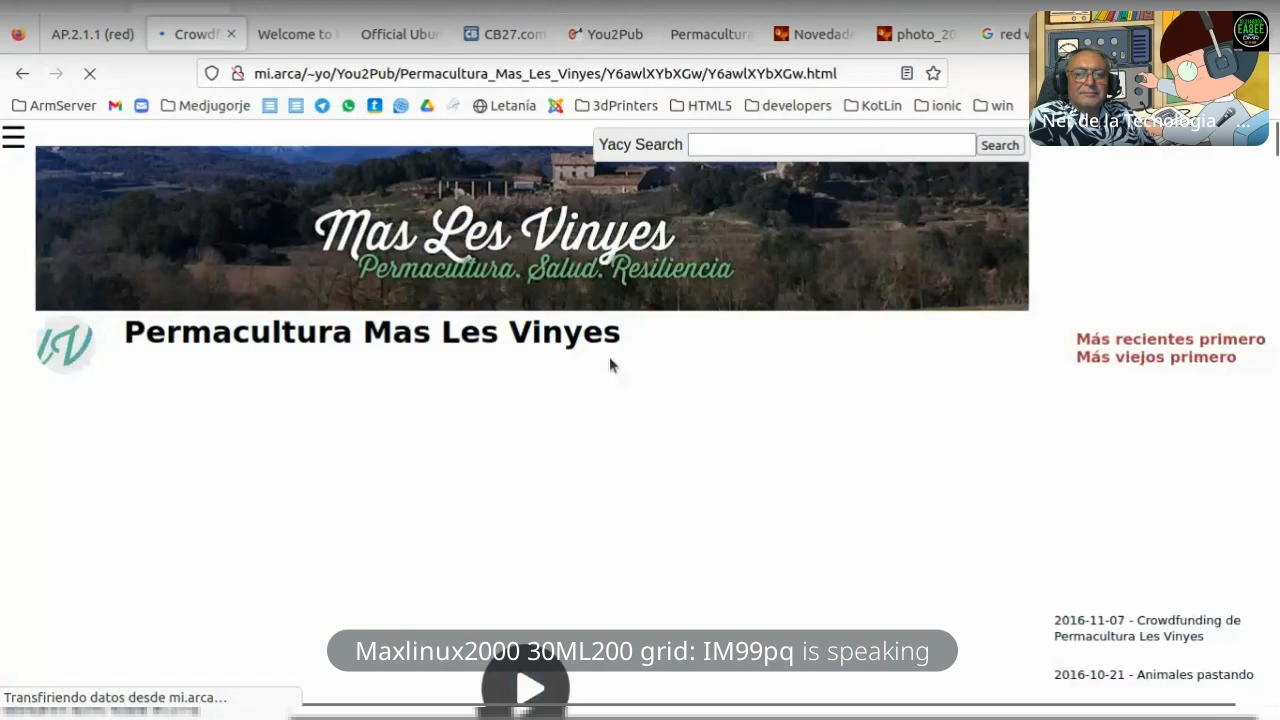 AP.2.1.1 (red)
Crowdf
Welcome to
Official Ubun
CB27.com
You2Pub
Permacultura
Novedade
photo_20
red w
mi.arca/~yo/You2Pub/Permacultura_Mas_Les_Vinyes/Y6awlXYbXGw/Y6awlXYbXGw.html
ArmServer
Medjugorje
Letanía
3dPrinters
HTML5
developers
KotLin
ionic
win
Yacy Search
Search
Mas Les Vinyes
Permacultura. Salud. Resiliencia
Permacultura Mas Les Vinyes
Más recientes primero
Más viejos primero
2016-11-07 - Crowdfunding de
Permacultura Les Vinyes
2016-10-21 - Animales pastando
Maxlinux2000 30ML200 grid: IM99pq is speaking
Transfiriendo datos desde mi.arca…